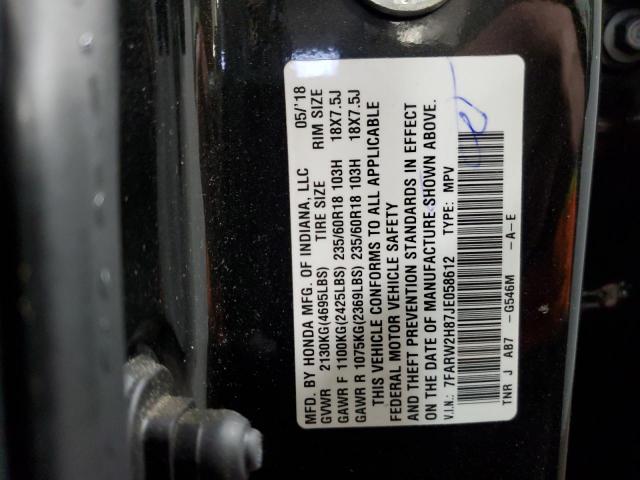 MFD. BY HONDA MFG. OF INDIANA, LLC 05/'18
GVWR 2130KG(4695LBS) TIRE SIZE RIM SIZE
GAWR F 1100KG(2425LBS) 235/60R18 103H 18X7.5J
GAWR R 1075KG(2369LBS) 235/60R18 103H 18X7.5J
THIS VEHICLE CONFORMS TO ALL APPLICABLE
FEDERAL MOTOR VEHICLE SAFETY
AND THEFT PREVENTION STANDARDS IN EFFECT
ON THE DATE OF MANUFACTURE SHOWN ABOVE.
V.I.N.: 7FARW2H87JE058612 TYPE: MPV
TNR J AB7 -G546M -A-E